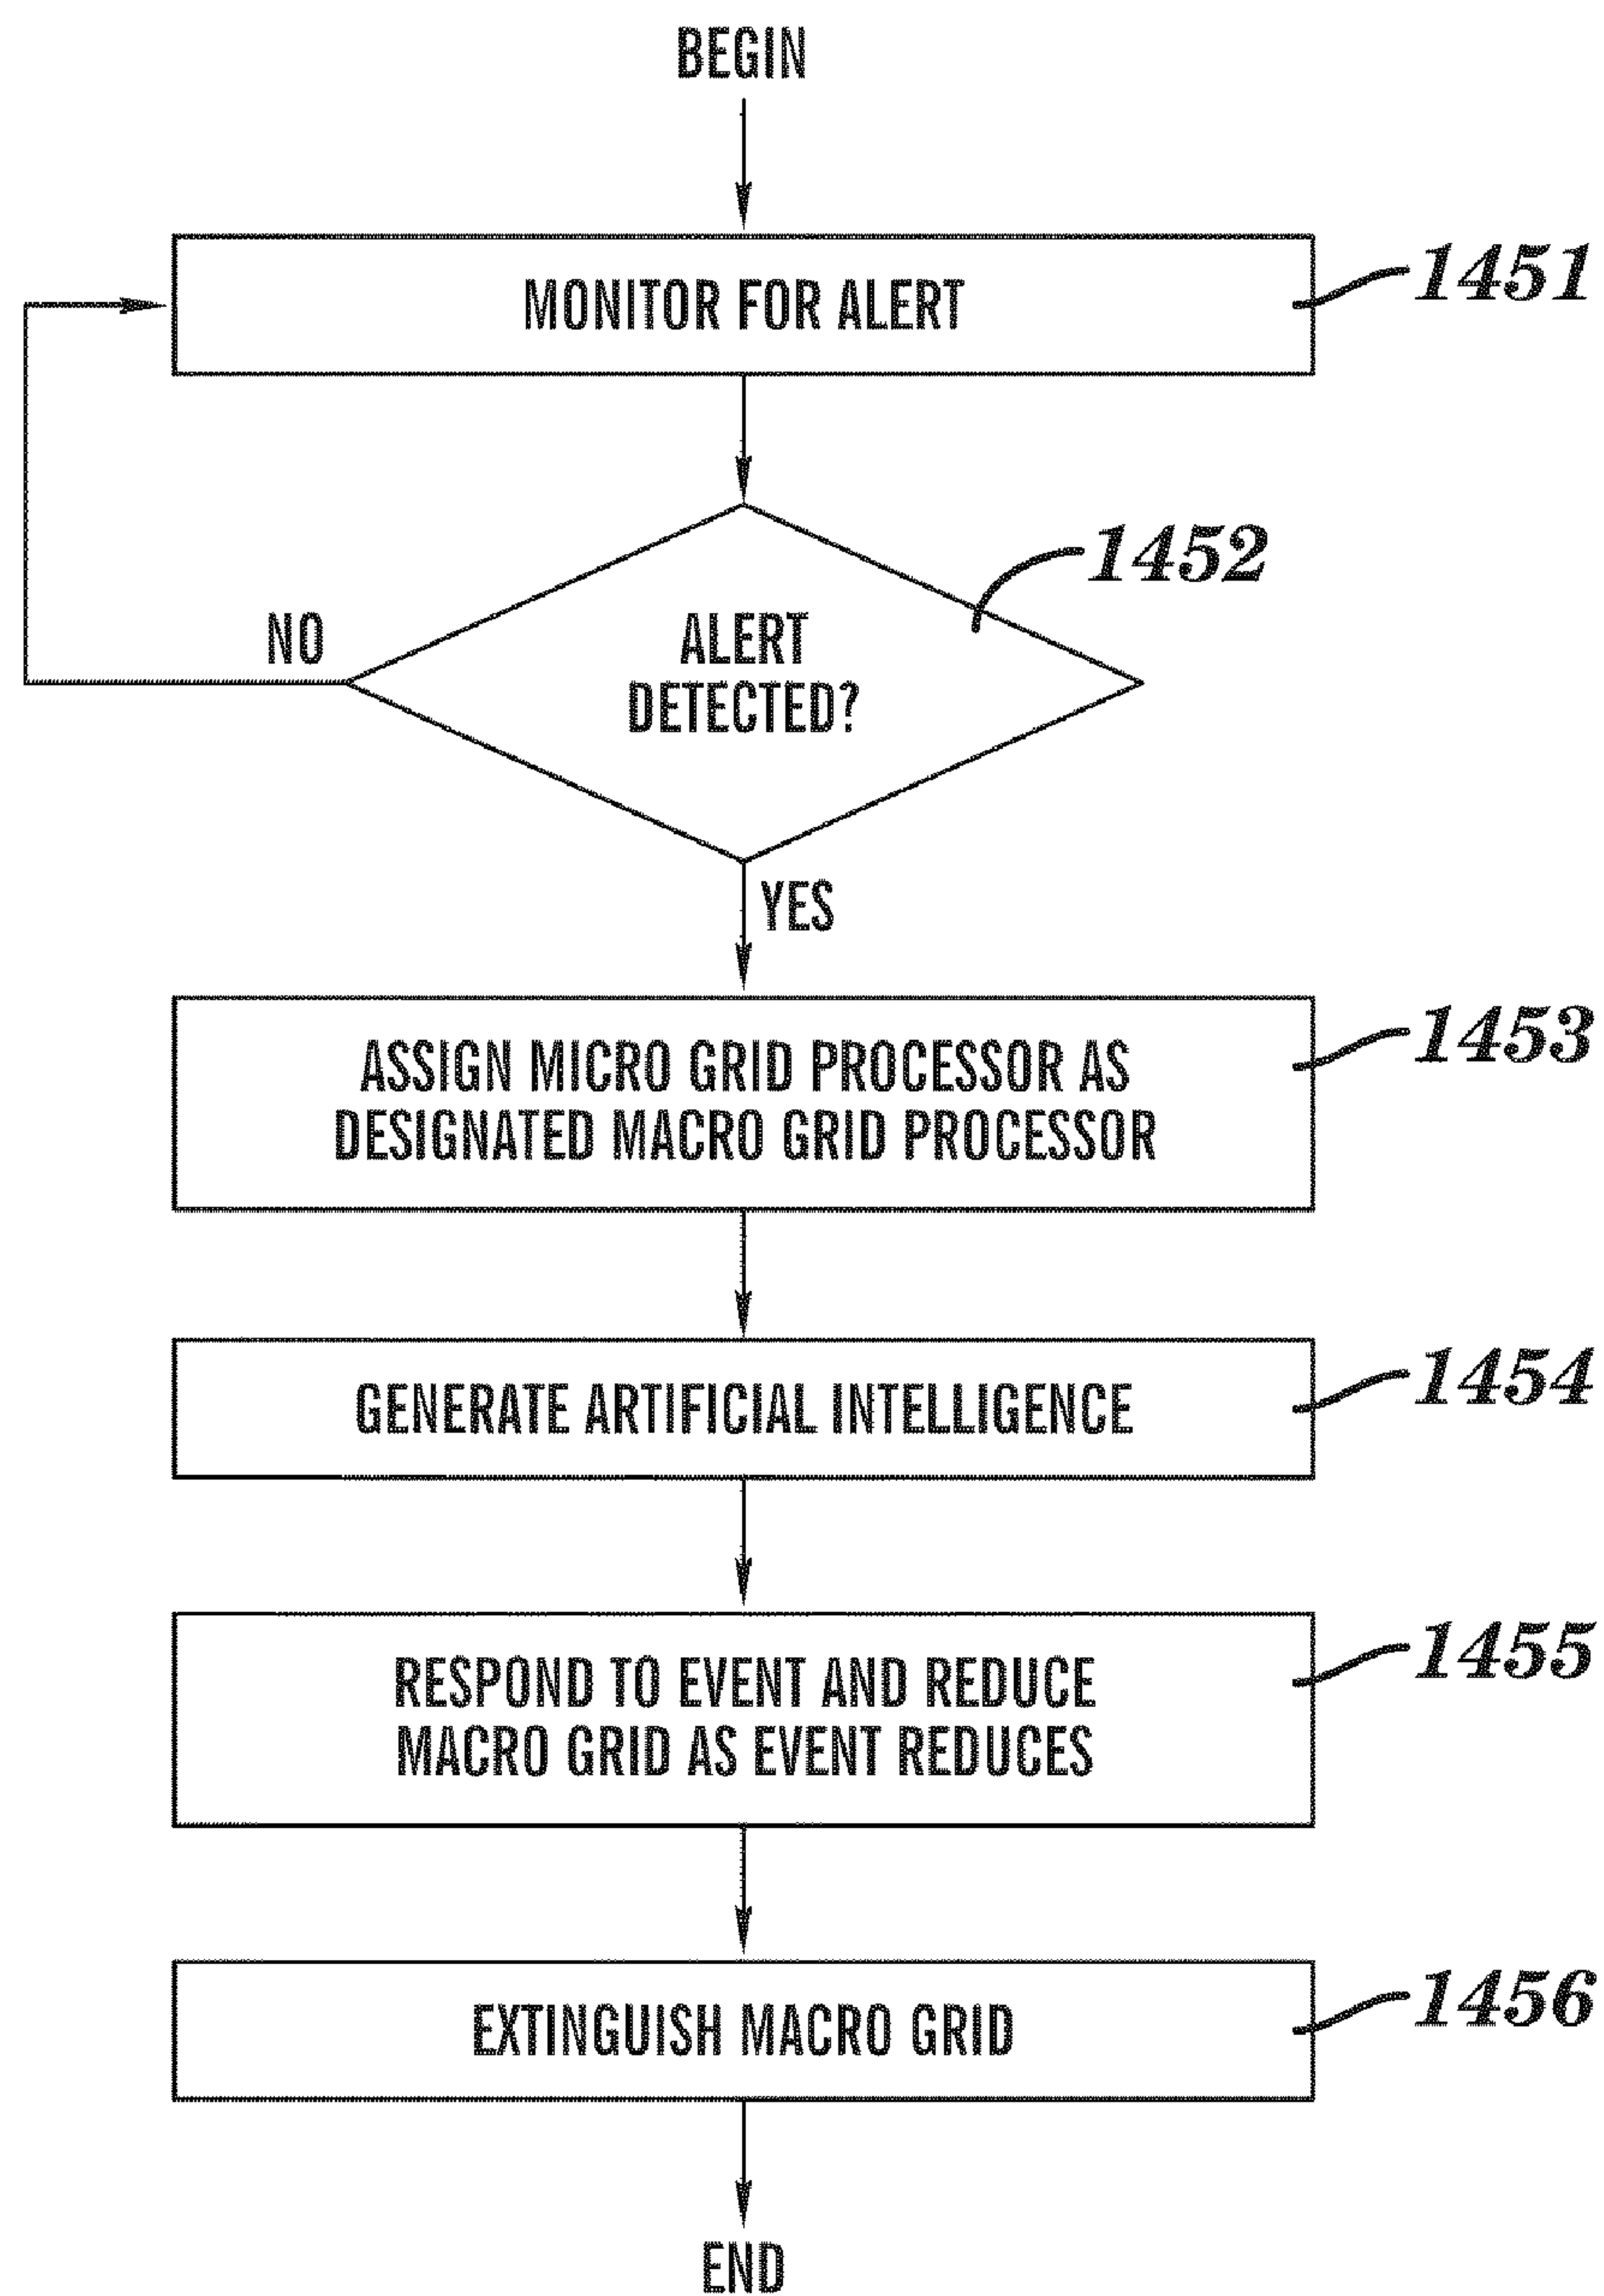 BEGIN
MONITOR FOR ALERT
1451
1452
ALERT
DETECTED?
NO
YES
ASSIGN MICRO GRID PROCESSOR AS
DESIGNATED MACRO GRID PROCESSOR
1453
GENERATE ARTIFICIAL INTELLIGENCE
1454
RESPOND TO EVENT AND REDUCE
MACRO GRID AS EVENT REDUCES
1455
EXTINGUISH MACRO GRID
1456
END